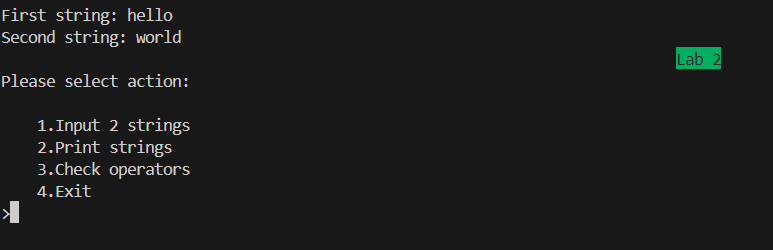 First string: hello
Second string: world
Lab 2
Please select action:
1.Input 2 strings
2.Print strings
3.Check operators
4.Exit
>